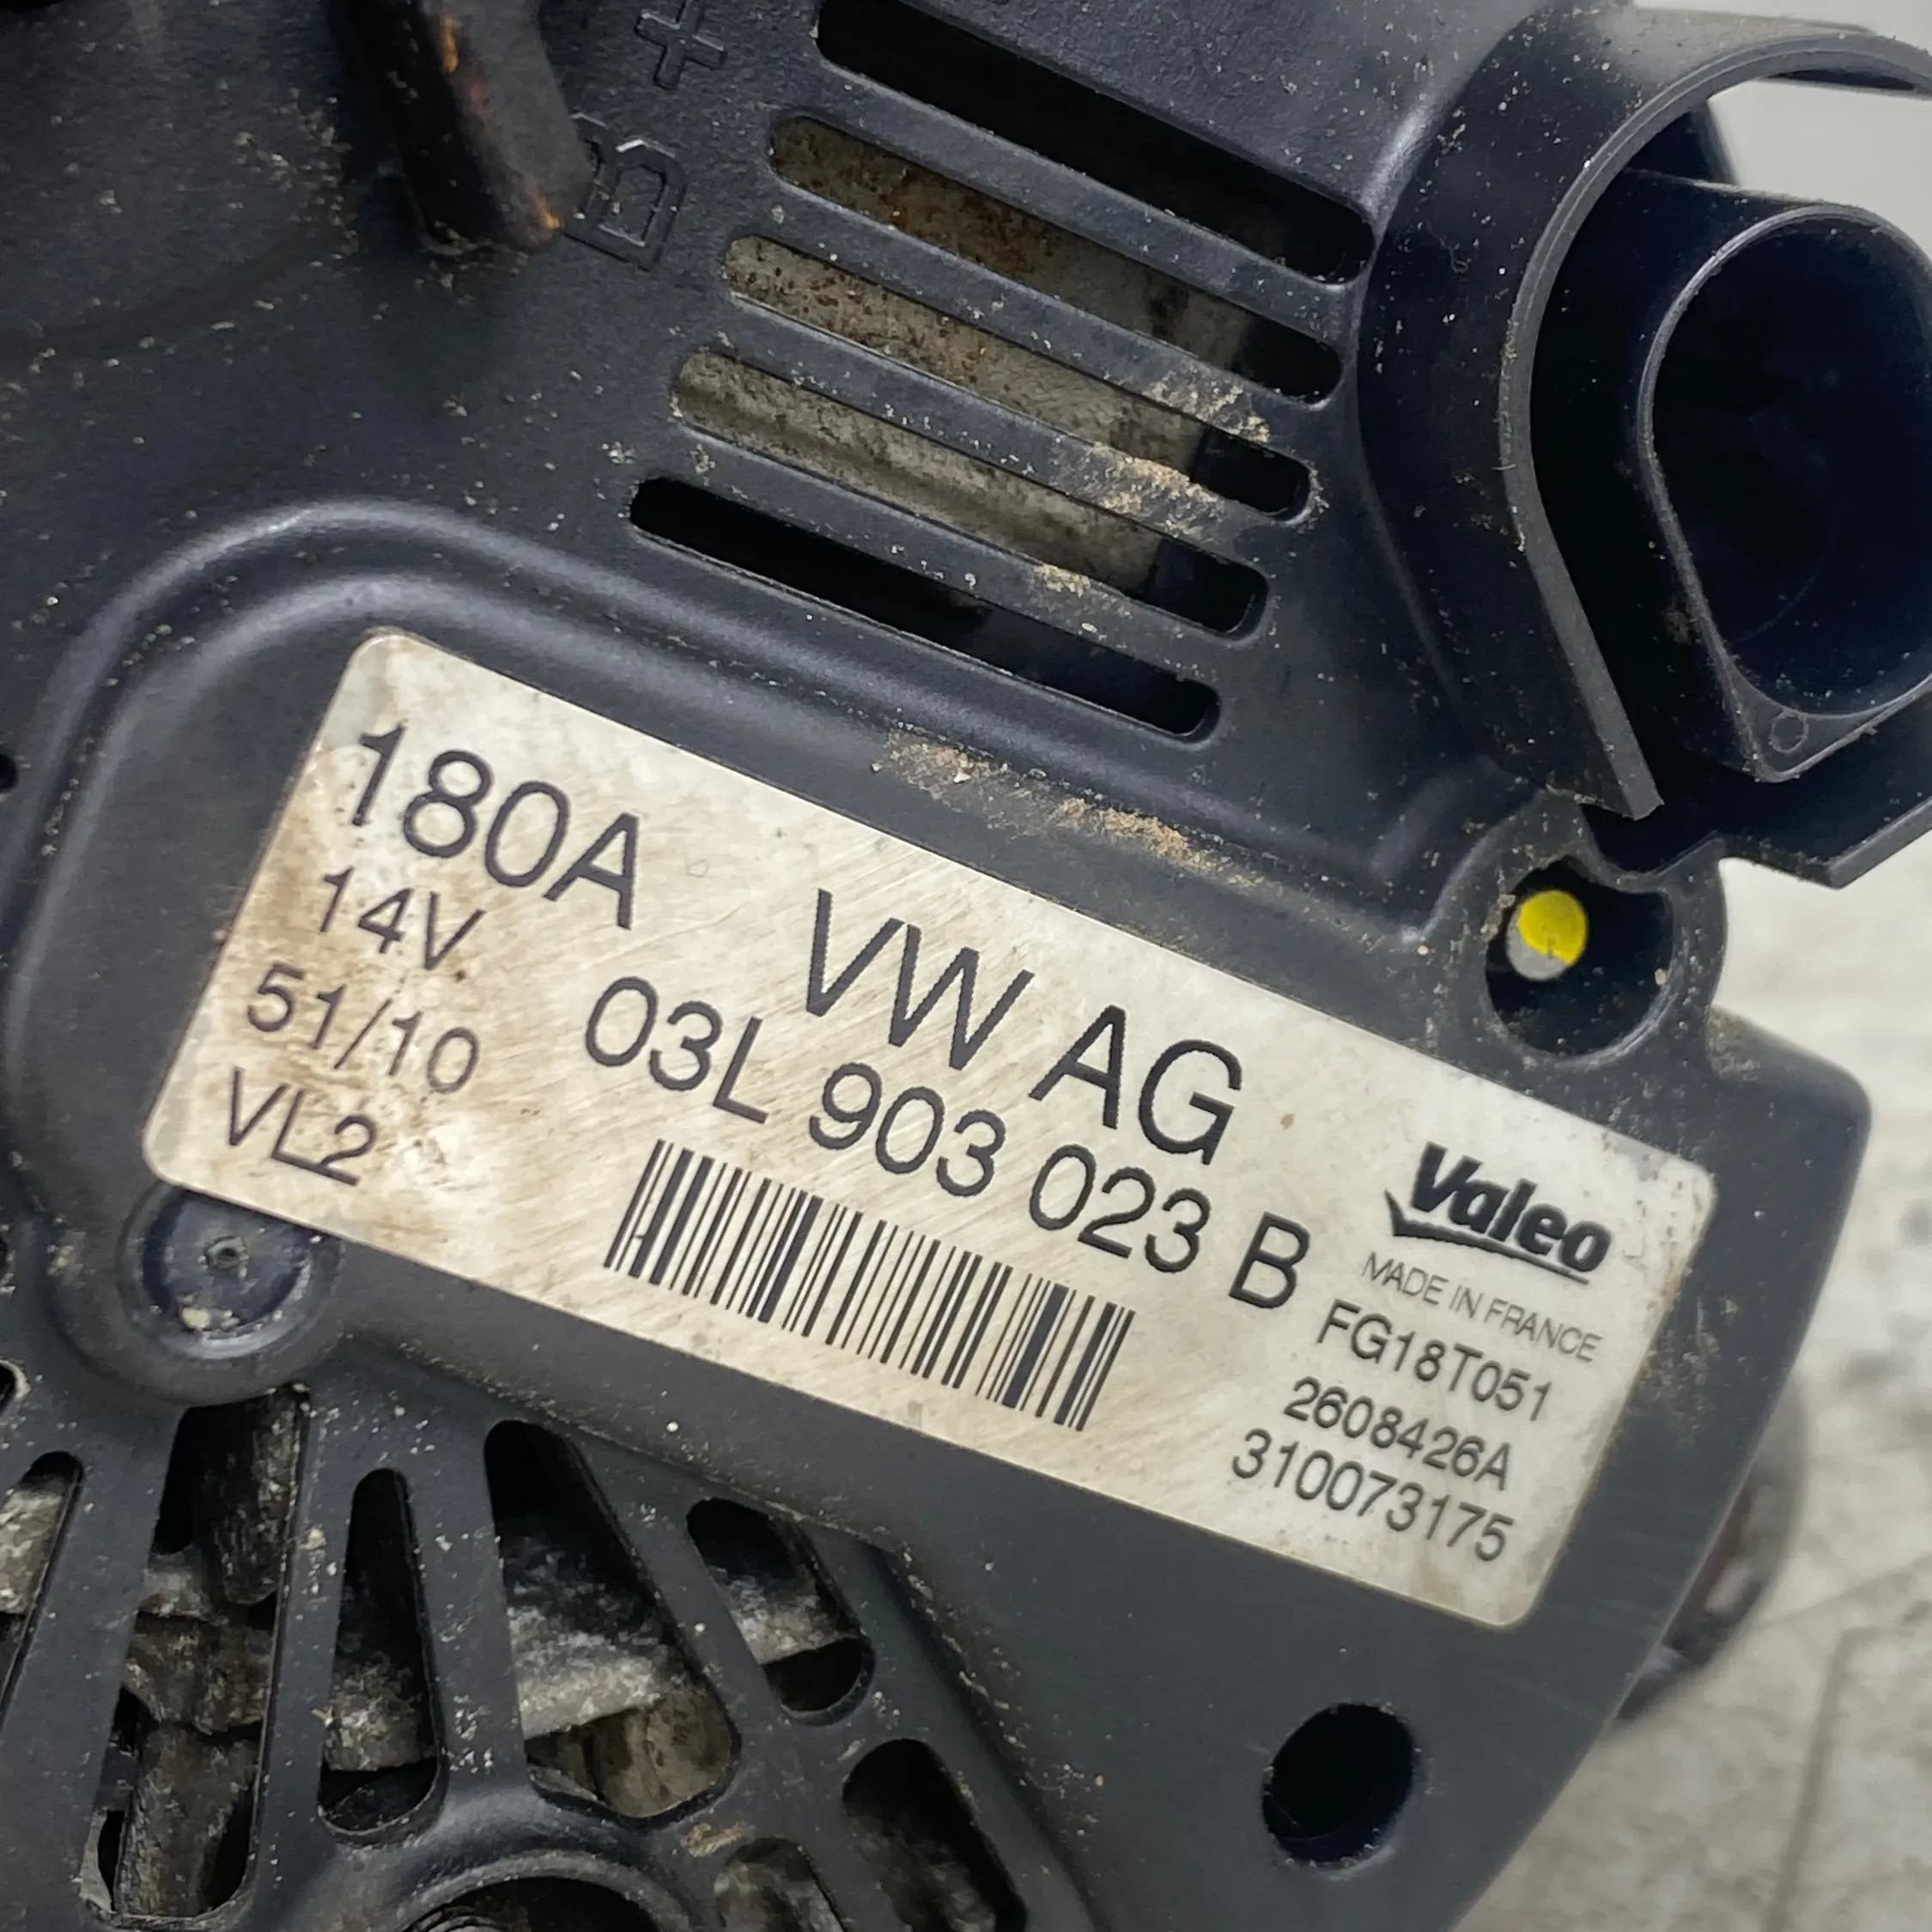 B+
180A
14V
51/10
VL2
VW AG
03L 903 023 B
Valeo
MADE IN FRANCE
FG18T051
2608426A
310073175